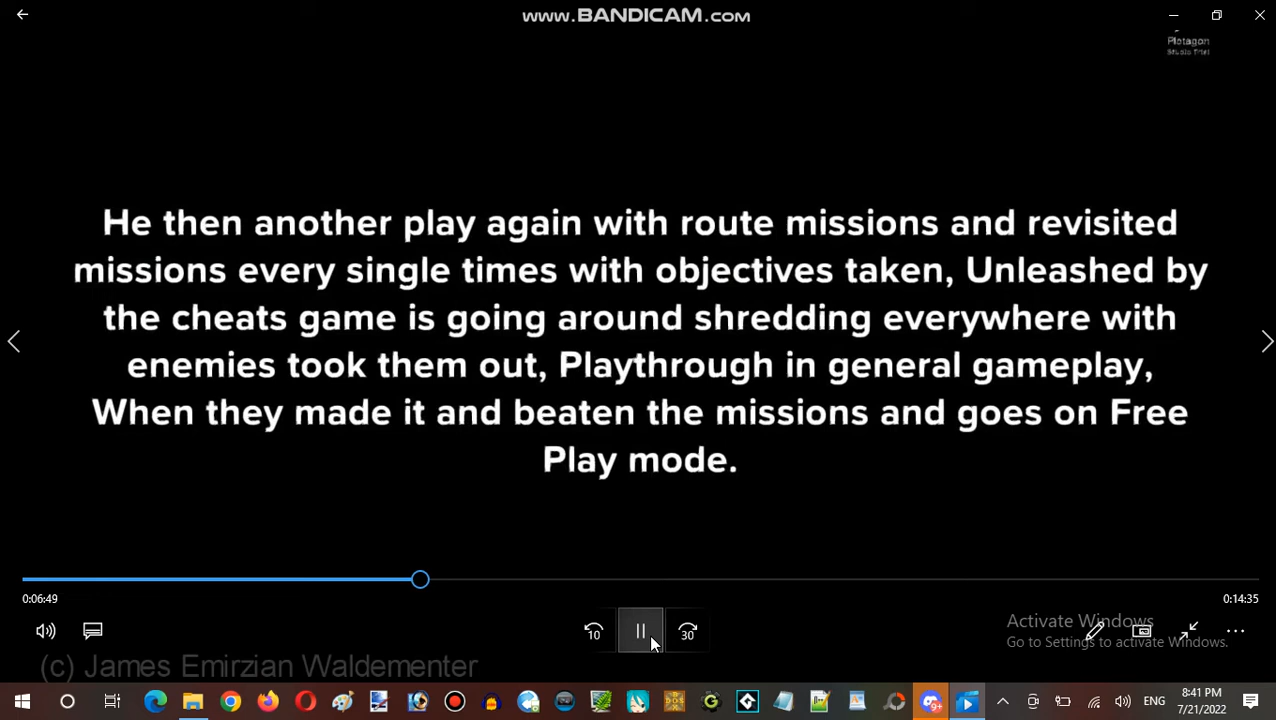 www.BANDICAM.com
Plotagon
Studio Trial
He then another play again with route missions and revisited
missions every single times with objectives taken, Unleashed by
the cheats game is going around shredding everywhere with
enemies took them out, Playthrough in general gameplay,
When they made it and beaten the missions and goes on Free
Play mode.
0:06:49
0:14:35
10
30
Activate Windows
Go to Settings to activate Windows.
(c) James Emirzian Waldementer
ENG
8:41 PM
7/21/2022